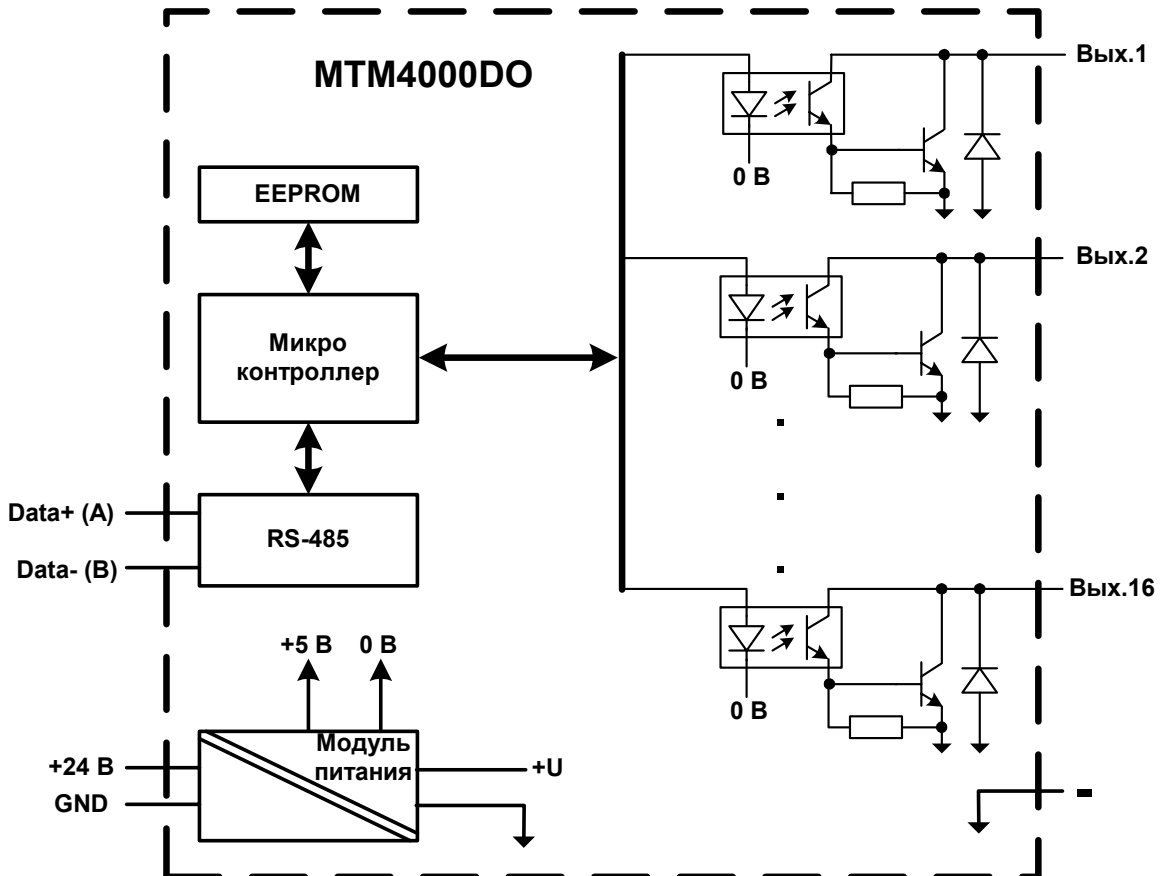 MTM4000DO
Вых.1
EEPROM
0 В
Вых.2
Микро
контроллер
0 В
Data+ (A)
RS-485
Data- (B)
Вых.16
+5 В 0 В
0 В
Модуль
питания
+24 В
+U
GND
-